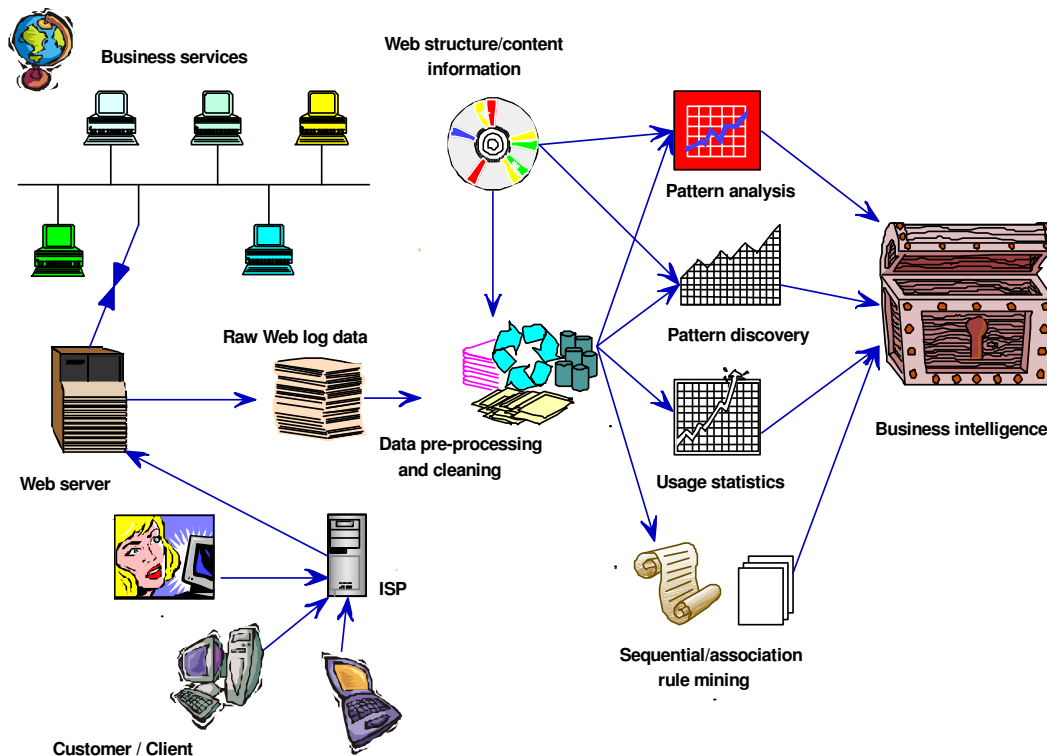 Business services
Web structure/content
information
Pattern analysis
Raw Web log data
Pattern discovery
Data pre-processing
and cleaning
Business intelligence
Web server
Usage statistics
ISP
Sequential/association
rule mining
Customer / Client